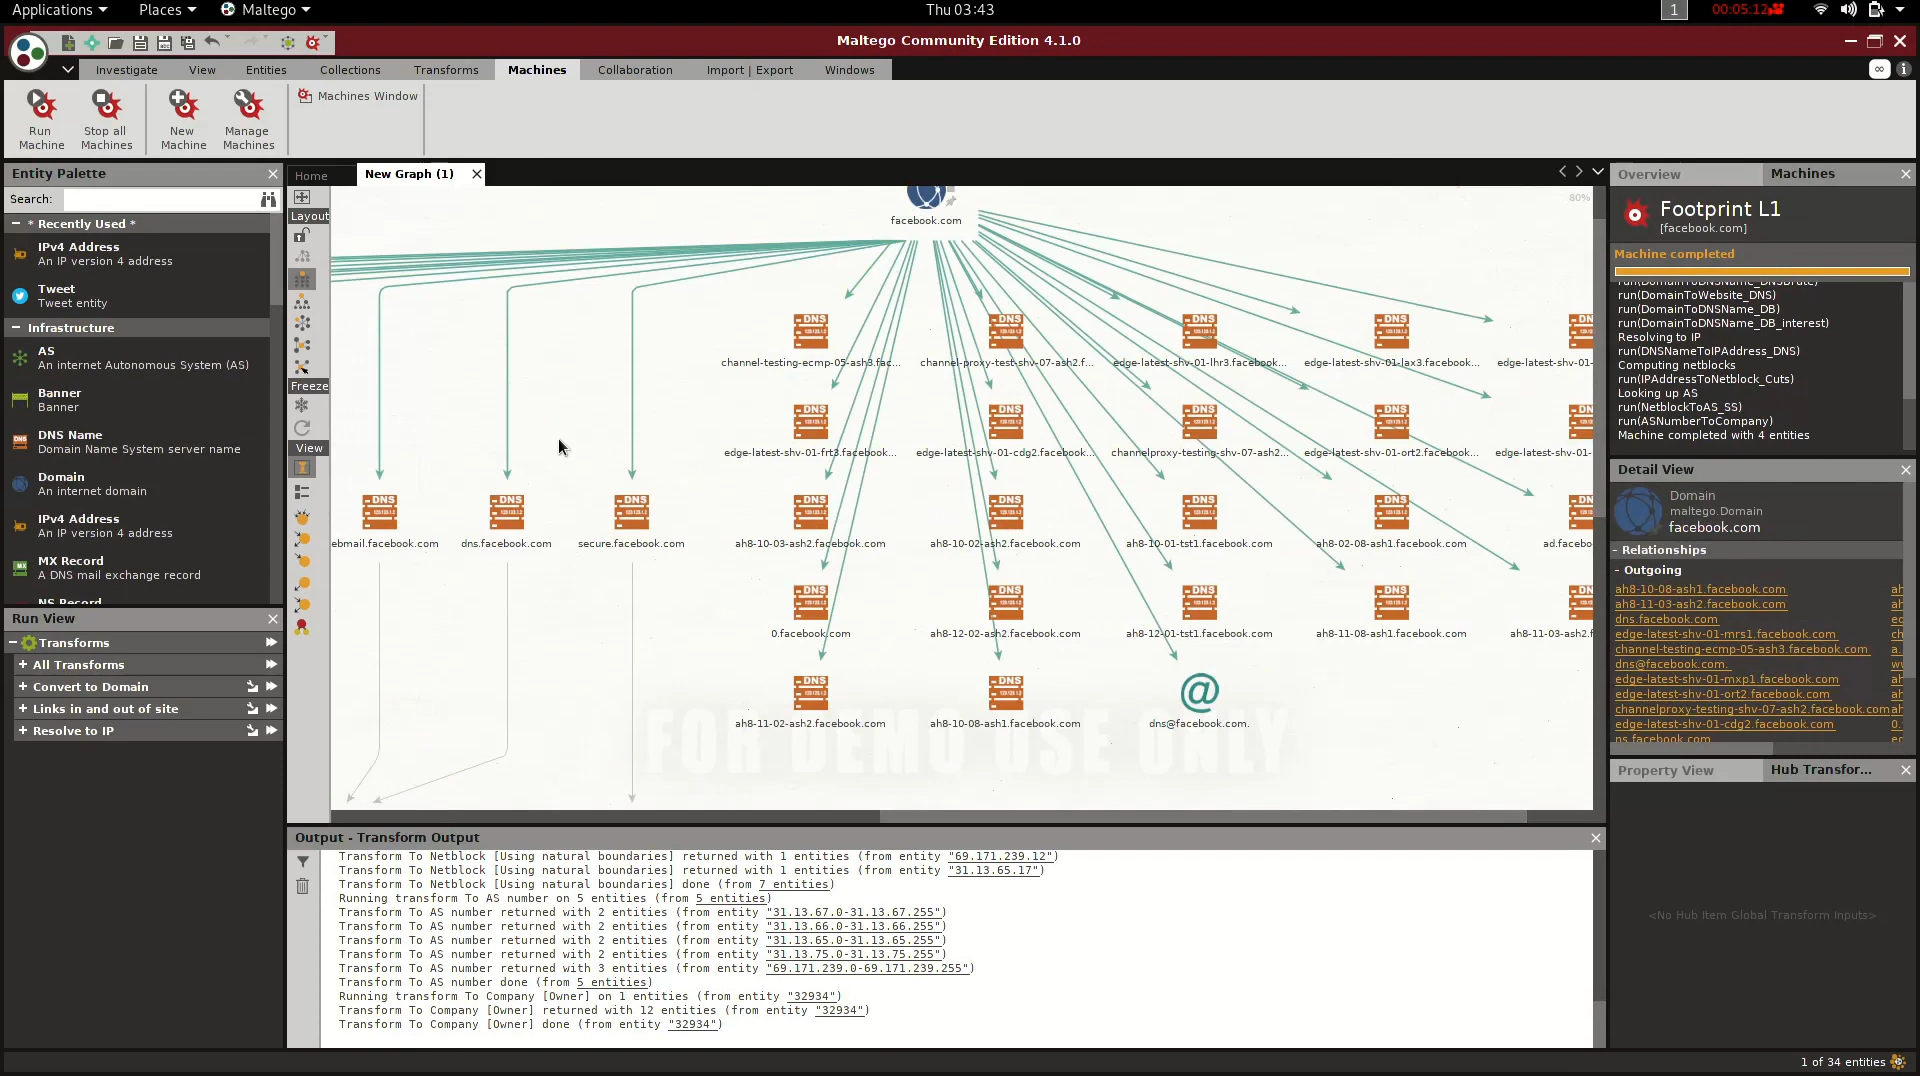 Applications Places Maltego Thu 03:43 1 00:05:12
Maltego Community Edition 4.1.0
Investigate View Entities Collections Transforms Machines Collaboration Import | Export Windows
Run Machine
Stop all Machines
New Machine
Manage Machines
Machines Window
Entity Palette
Search:
* Recently Used *
IPv4 Address
An IP version 4 address
Tweet
Tweet entity
Infrastructure
AS
An internet Autonomous System (AS)
Banner
Banner
DNS Name
Domain Name System server name
Domain
An internet domain
IPv4 Address
An IP version 4 address
MX Record
A DNS mail exchange record
NS Record
Run View
Transforms
+ All Transforms
+ Convert to Domain
+ Links in and out of site
+ Resolve to IP
Home New Graph (1)
Layout
Freeze
View
80%
facebook.com
channel-testing-ecmp-05-ash3.fac...
channel-proxy-test-shv-07-ash2.f...
edge-latest-shv-01-lhr3.facebook...
edge-latest-shv-01-lax3.facebook...
edge-latest-shv-01-
edge-latest-shv-01-frt3.facebook...
edge-latest-shv-01-cdg2.facebook...
channelproxy-testing-shv-07-ash2...
edge-latest-shv-01-ort2.facebook...
edge-latest-shv-01-
ebmail.facebook.com
dns.facebook.com
secure.facebook.com
ah8-10-03-ash2.facebook.com
ah8-10-02-ash2.facebook.com
ah8-10-01-tst1.facebook.com
ah8-02-08-ash1.facebook.com
ad.facebo
0.facebook.com
ah8-12-02-ash2.facebook.com
ah8-12-01-tst1.facebook.com
ah8-11-08-ash1.facebook.com
ah8-11-03-ash2.f
ah8-11-02-ash2.facebook.com
ah8-10-08-ash1.facebook.com
dns@facebook.com.
FOR DEMO USE ONLY
Output - Transform Output
Transform To Netblock [Using natural boundaries] returned with 1 entities (from entity "69.171.239.12")
Transform To Netblock [Using natural boundaries] returned with 1 entities (from entity "31.13.65.17")
Transform To Netblock [Using natural boundaries] done (from 7 entities)
Running transform To AS number on 5 entities (from 5 entities)
Transform To AS number returned with 2 entities (from entity "31.13.67.0-31.13.67.255")
Transform To AS number returned with 2 entities (from entity "31.13.66.0-31.13.66.255")
Transform To AS number returned with 2 entities (from entity "31.13.65.0-31.13.65.255")
Transform To AS number returned with 2 entities (from entity "31.13.75.0-31.13.75.255")
Transform To AS number returned with 3 entities (from entity "69.171.239.0-69.171.239.255")
Transform To AS number done (from 5 entities)
Running transform To Company [Owner] on 1 entities (from entity "32934")
Transform To Company [Owner] returned with 12 entities (from entity "32934")
Transform To Company [Owner] done (from entity "32934")
Overview Machines
Footprint L1
[facebook.com]
Machine completed
run(DomainToDNSName_DNSBrute)
run(DomainToWebsite_DNS)
run(DomainToDNSName_DB)
run(DomainToDNSName_DB_interest)
Resolving to IP
run(DNSNameToIPAddress_DNS)
Computing netblocks
run(IPAddressToNetblock_Cuts)
Looking up AS
run(NetblockToAS_SS)
run(ASNumberToCompany)
Machine completed with 4 entities
Detail View
Domain
maltego.Domain
facebook.com
- Relationships
- Outgoing
ah8-10-08-ash1.facebook.com ah
ah8-11-03-ash2.facebook.com ah
dns.facebook.com ed
edge-latest-shv-01-mrs1.facebook.com ch
channel-testing-ecmp-05-ash3.facebook.com a.
dns@facebook.com.
edge-latest-shv-01-mxp1.facebook.com ah
edge-latest-shv-01-ort2.facebook.com ah
channelproxy-testing-shv-07-ash2.facebook.com ah
edge-latest-shv-01-cdg2.facebook.com 0.
ns.facebook.com
Property View Hub Transfor...
<No Hub Item Global Transform Inputs>
1 of 34 entities